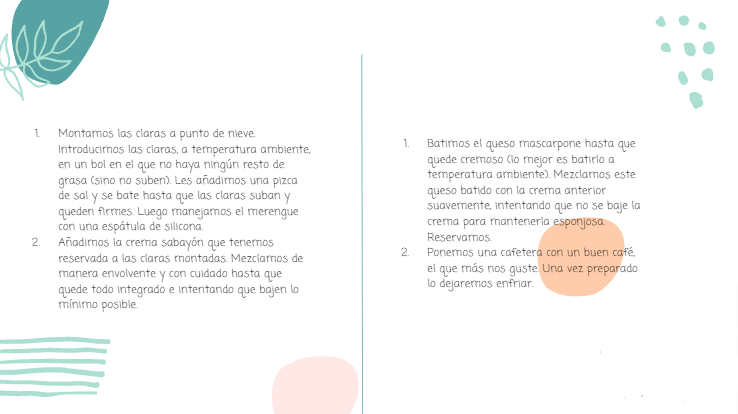 1. Montamos las claras a punto de nieve.
Introducimos las claras, a temperatura ambiente,
en un bol en el que no haya ningún resto de
grasa (sino no suben). Les añadimos una pizca
de sal y se bate hasta que las claras suban y
queden firmes. Luego manejamos el merengue
con una espátula de silicona.
2. Añadimos la crema sabayón que tenemos
reservada a las claras montadas. Mezclamos de
manera envolvente y con cuidado hasta que
quede todo integrado e intentando que bajen lo
mínimo posible.
1. Batimos el queso mascarpone hasta que
quede cremoso (lo mejor es batirlo a
temperatura ambiente). Mezclamos este
queso batido con la crema anterior
suavemente, intentando que no se baje la
crema para mantenerla esponjosa.
Reservamos.
2. Ponemos una cafetera con un buen café,
el que más nos guste. Una vez preparado
lo dejaremos enfriar.